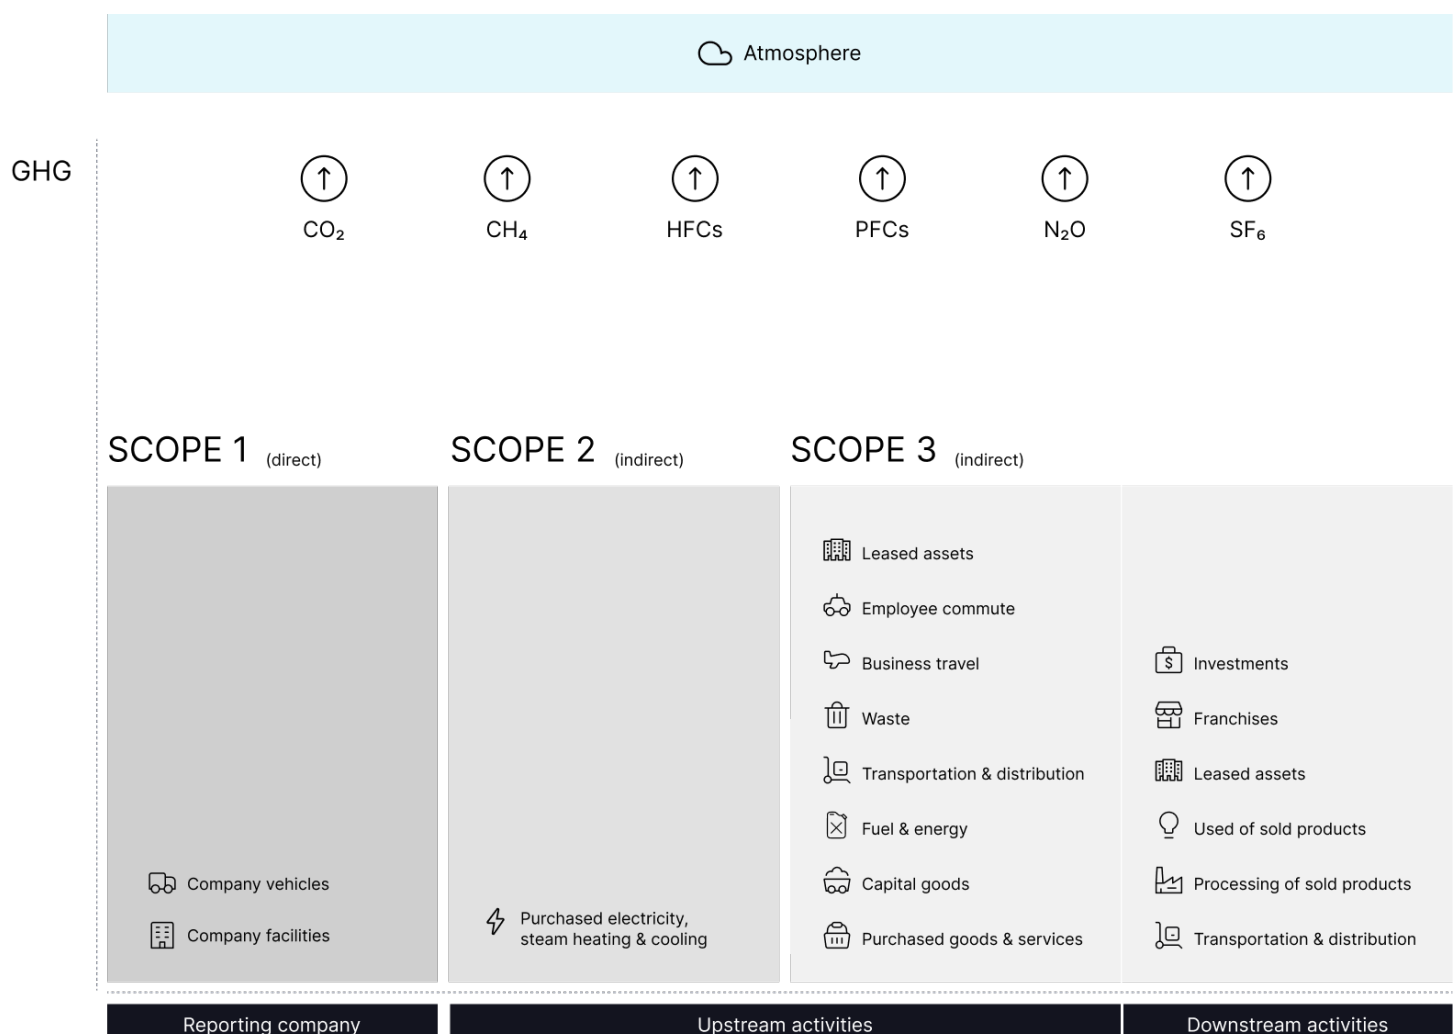 Atmosphere
GHG
CO₂
CH₄
HFCs
PFCs
N₂O
SF₆
SCOPE 1 (direct)
SCOPE 2 (indirect)
SCOPE 3 (indirect)
Company vehicles
Company facilities
Purchased electricity,
steam heating & cooling
Leased assets
Employee commute
Business travel
Waste
Transportation & distribution
Fuel & energy
Capital goods
Purchased goods & services
Investments
Franchises
Leased assets
Used of sold products
Processing of sold products
Transportation & distribution
Reporting company
Upstream activities
Downstream activities